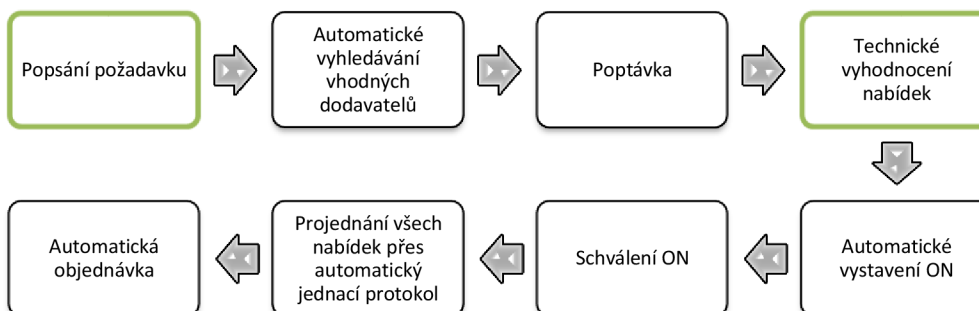 Popsání požadavku
Automatické
vyhledávání
vhodných
dodavatelů
Poptávka
Technické
vyhodnocení
nabídek
Automatické
vystavení ON
Schválení ON
Projednání všech
nabídek přes
automatický
jednací protokol
Automatická
objednávka